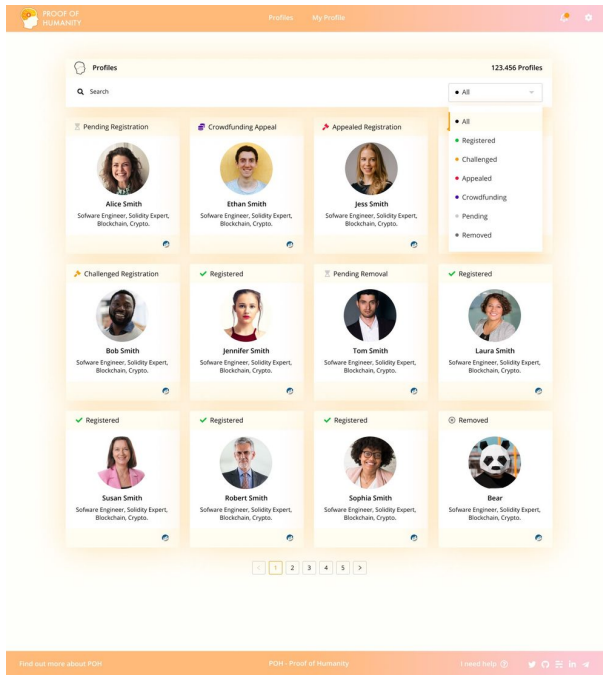 PROOF OF
HUMANITY
Profiles
My Profile
Profiles
123.456 Profiles
Search
All
All
Registered
Challenged
Appealed
Crowdfunding
Pending
Removed
Pending Registration
Crowdfunding Appeal
Appealed Registration
Alice Smith
Ethan Smith
Jess Smith
Sofware Engineer, Solidity Expert,
Blockchain, Crypto.
Sofware Engineer, Solidity Expert,
Blockchain, Crypto.
Sofware Engineer, Solidity Expert,
Blockchain, Crypto.
Challenged Registration
Registered
Pending Removal
Registered
Bob Smith
Jennifer Smith
Tom Smith
Laura Smith
Sofware Engineer, Solidity Expert,
Blockchain, Crypto.
Sofware Engineer, Solidity Expert,
Blockchain, Crypto.
Sofware Engineer, Solidity Expert,
Blockchain, Crypto.
Sofware Engineer, Solidity Expert,
Blockchain, Crypto.
Registered
Registered
Registered
Removed
Susan Smith
Robert Smith
Sophia Smith
Bear
Sofware Engineer, Solidity Expert,
Blockchain, Crypto.
Sofware Engineer, Solidity Expert,
Blockchain, Crypto.
Sofware Engineer, Solidity Expert,
Blockchain, Crypto.
Sofware Engineer, Solidity Expert,
Blockchain, Crypto.
< 1 2 3 4 5 >
Find out more about POH
POH - Proof of Humanity
I need help ?
in